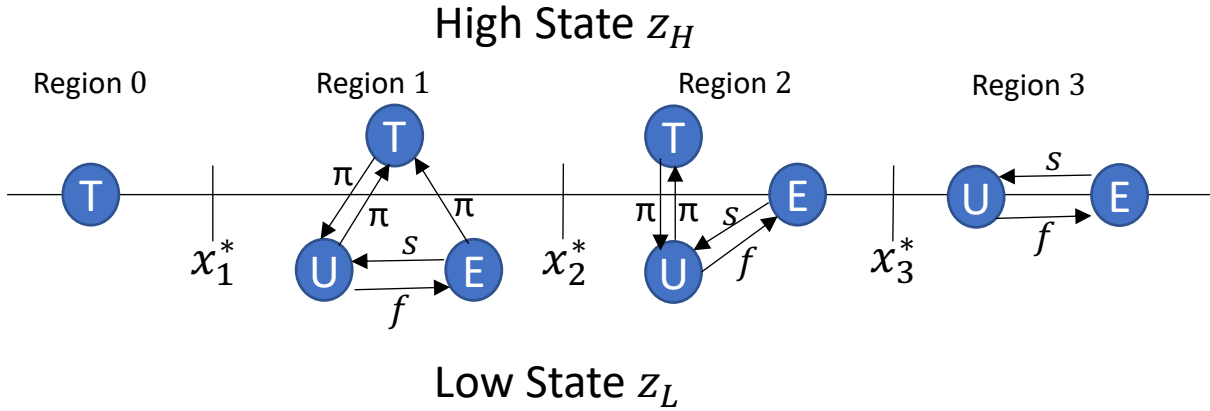 High State z_H
Region 0
Region 1
Region 2
Region 3
T
T
π
π
π
U
s
E
f
T
π
π
s
E
U
f
U
s
E
f
x_1^*
x_2^*
x_3^*
Low State z_L